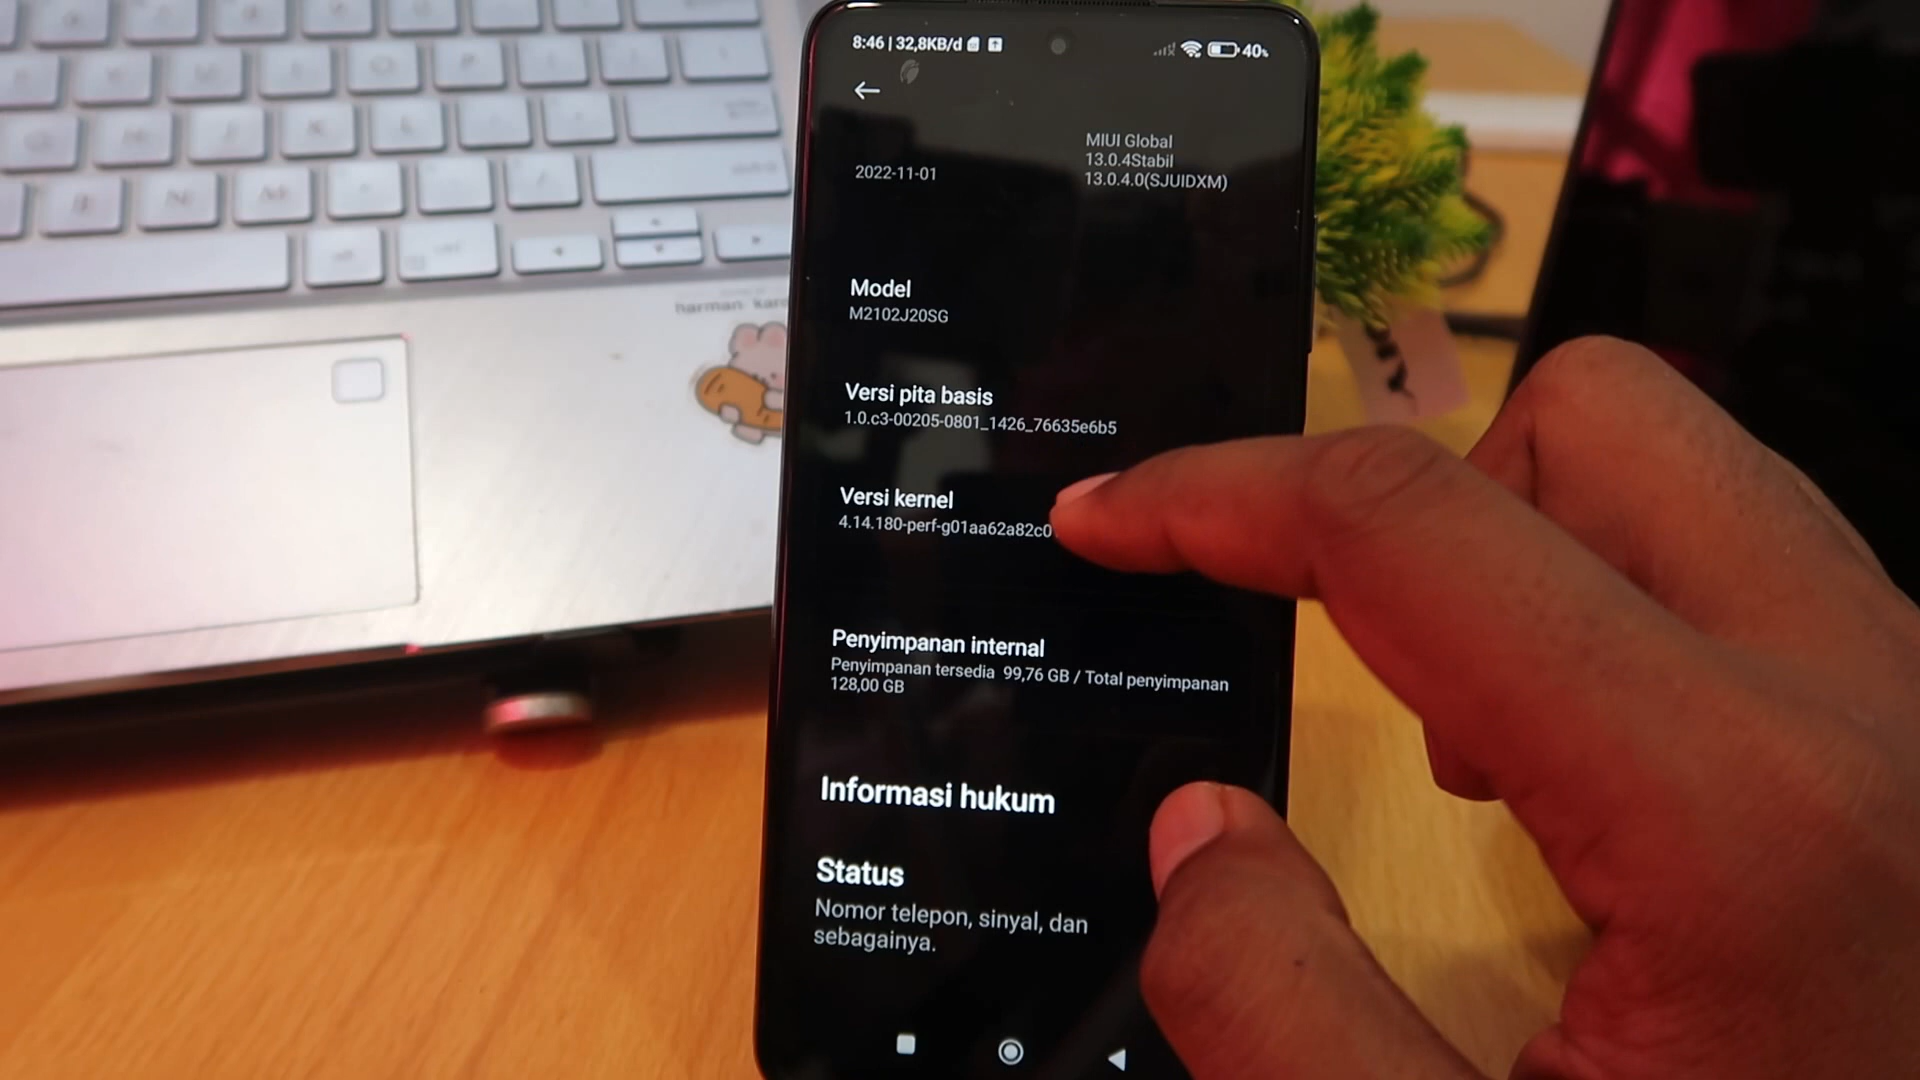 8:46 | 32,8KB/d
40%
MIUI Global
13.0.4Stabil
2022-11-01
13.0.4.0(SJUIDXM)
Model
M2102J20SG
Versi pita basis
1.0.c3-00205-0801_1426_76635e6b5
Versi kernel
4.14.180-perf-g01aa62a82c0
Penyimpanan internal
Penyimpanan tersedia 99,76 GB / Total penyimpanan
128,00 GB
Informasi hukum
Status
Nomor telepon, sinyal, dan
sebagainya.
harman